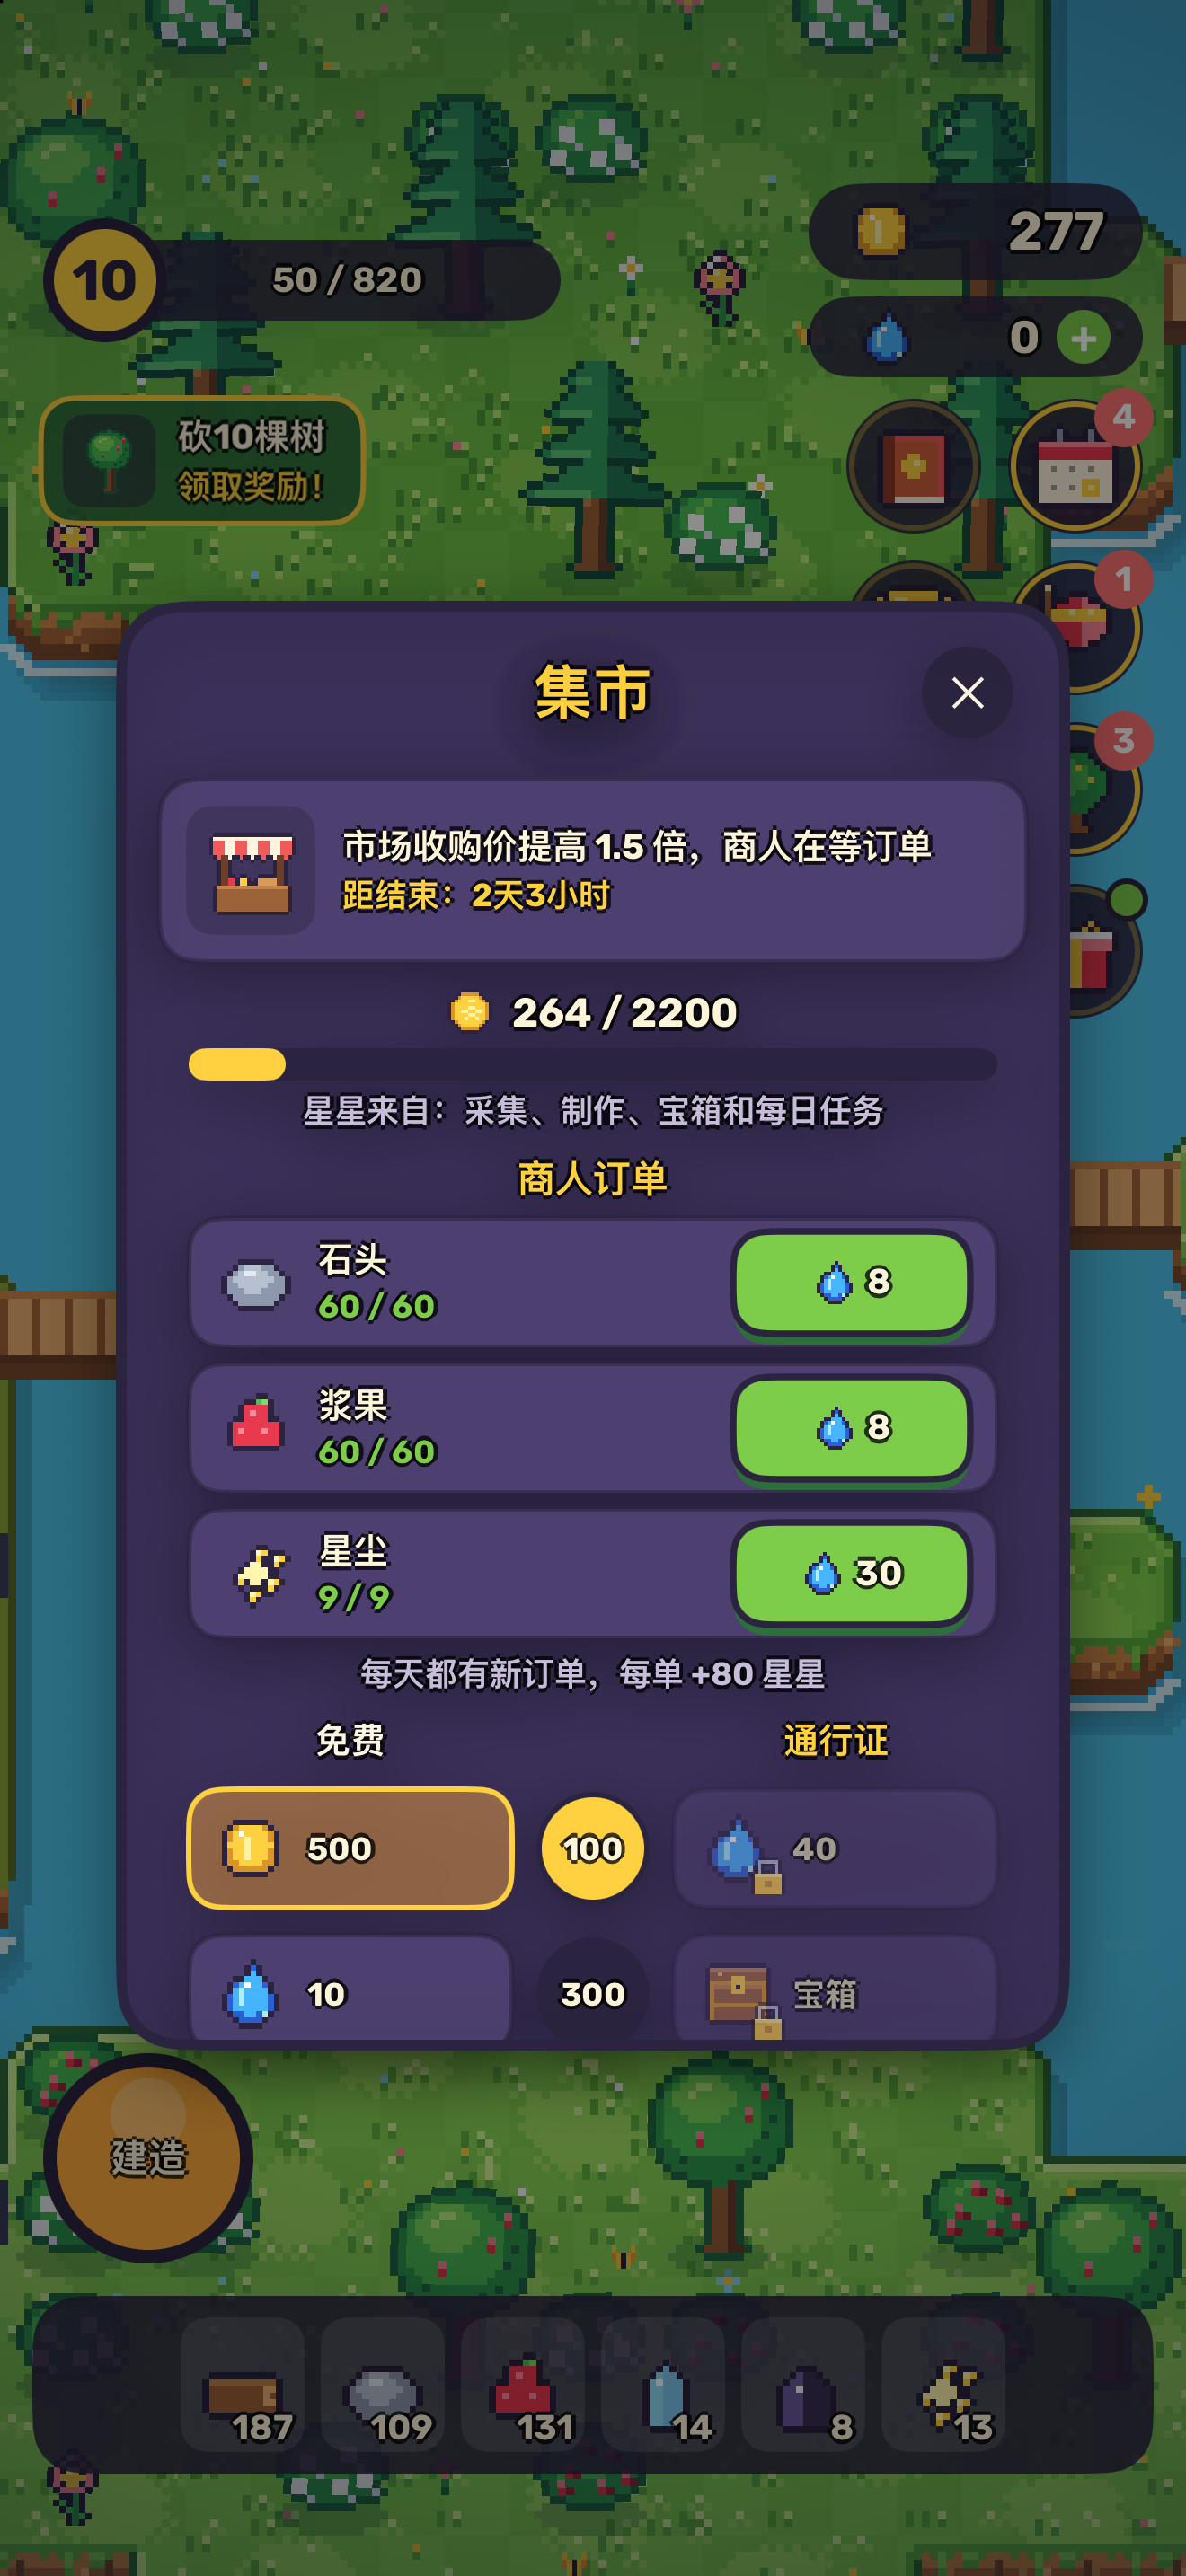 10
50 / 820
277
0 +
砍10棵树
领取奖励!
4
1
3
集市
市场收购价提高 1.5 倍，商人在等订单
距结束：2天3小时
264 / 2200
星星来自：采集、制作、宝箱和每日任务
商人订单
石头
60 / 60
8
浆果
60 / 60
8
星尘
9 / 9
30
每天都有新订单，每单 +80 星星
免费
通行证
500
100
40
10
300
宝箱
建造
187
109
131
14
8
13